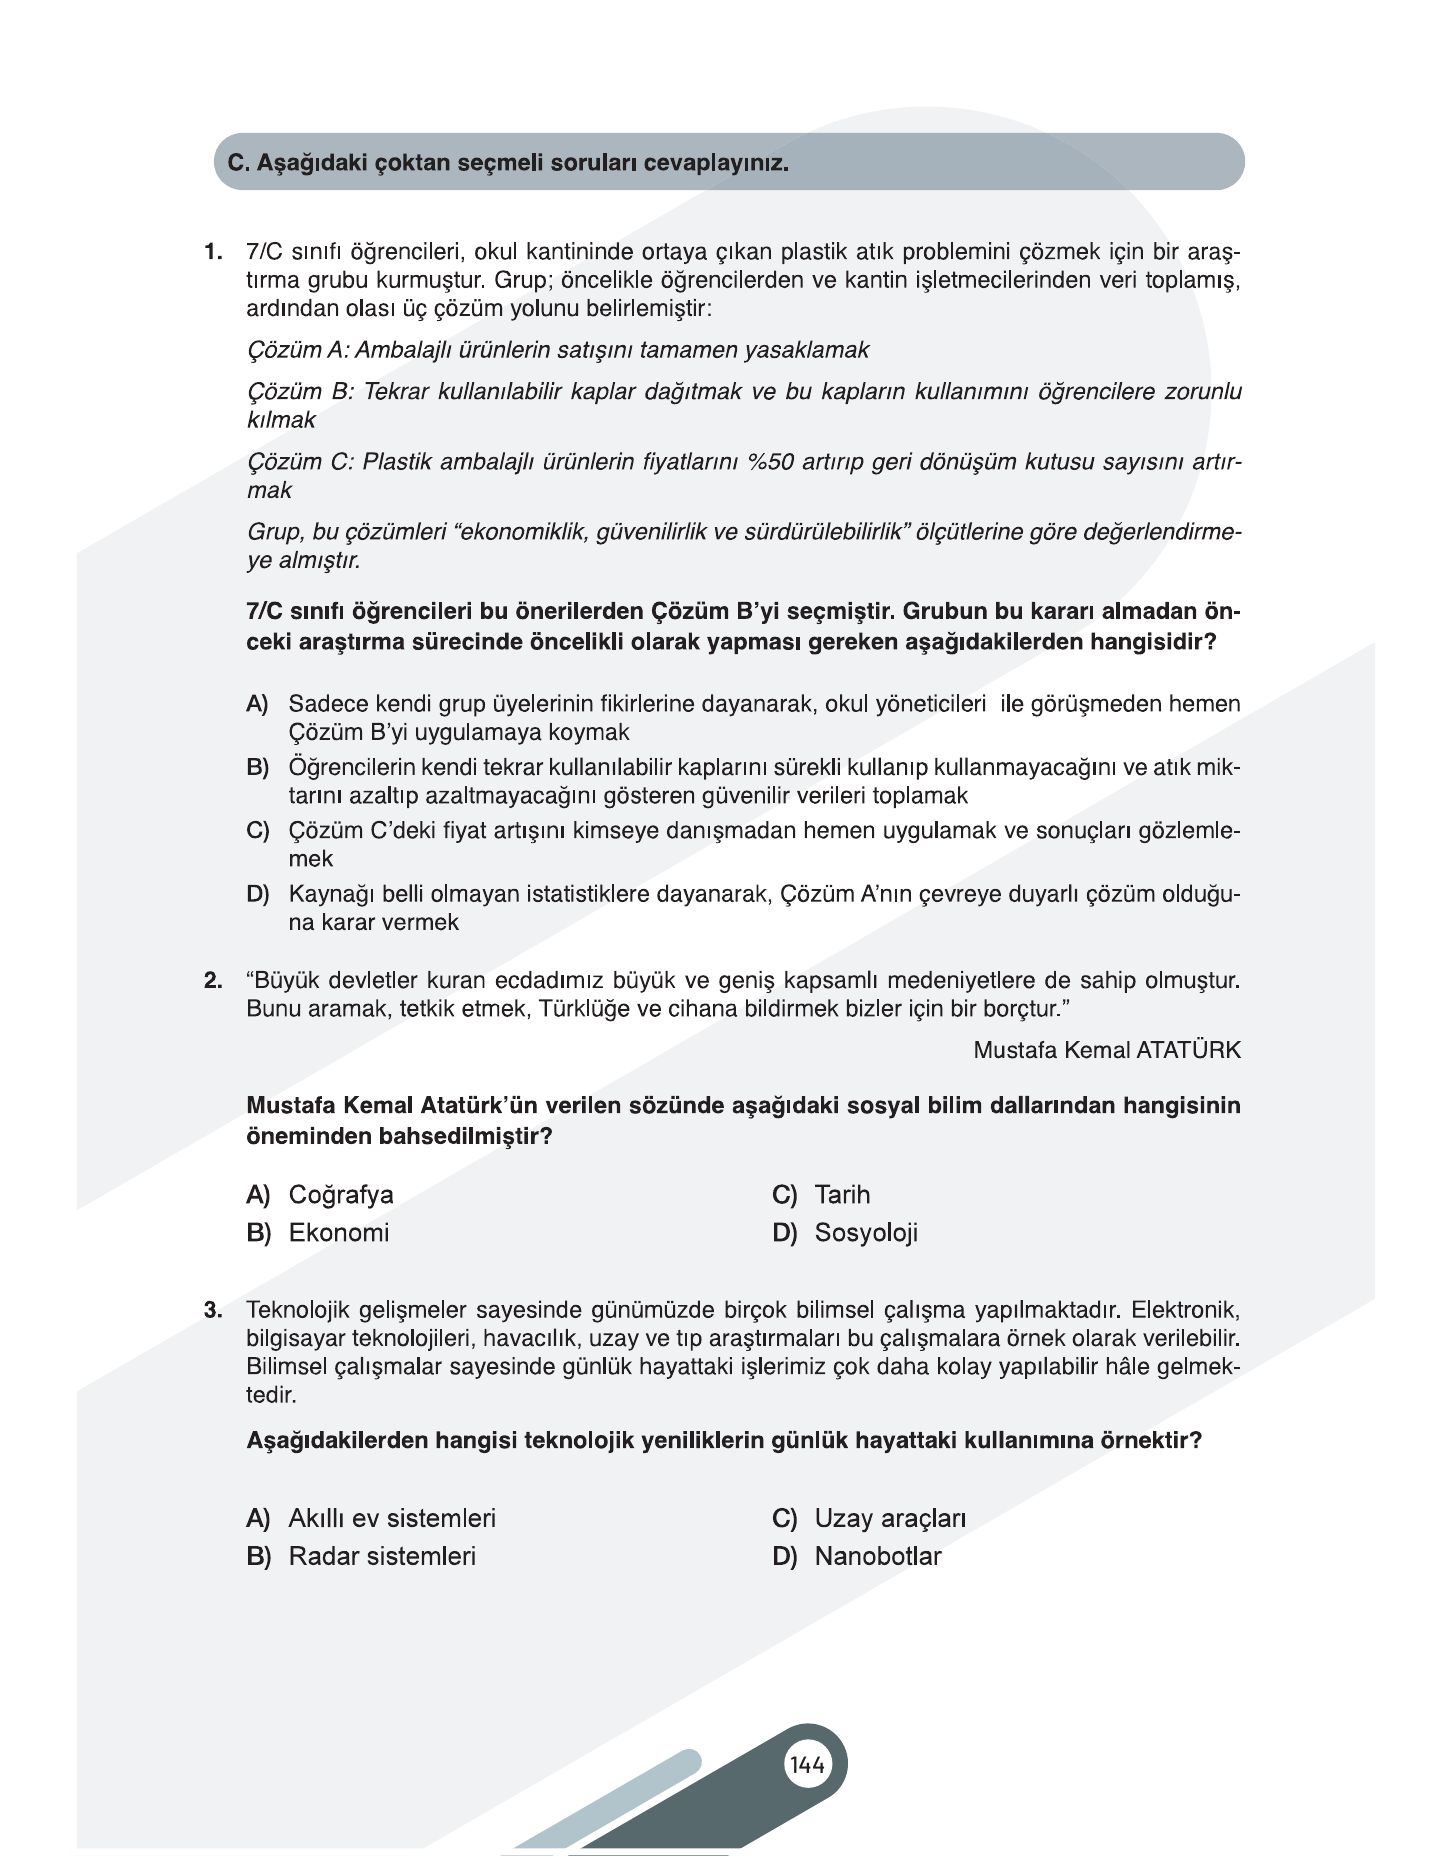 C. Aşağıdaki çoktan seçmeli soruları cevaplayınız.
1. 7/C sınıfı öğrencileri, okul kantininde ortaya çıkan plastik atık problemini çözmek için bir araş-
tırma grubu kurmuştur. Grup; öncelikle öğrencilerden ve kantin işletmecilerinden veri toplamış,
ardından olası üç çözüm yolunu belirlemiştir:
Çözüm A: Ambalajlı ürünlerin satışını tamamen yasaklamak
Çözüm B: Tekrar kullanılabilir kaplar dağıtmak ve bu kapların kullanımını öğrencilere zorunlu
kılmak
Çözüm C: Plastik ambalajlı ürünlerin fiyatlarını %50 artırıp geri dönüşüm kutusu sayısını artır-
mak
Grup, bu çözümleri “ekonomiklik, güvenilirlik ve sürdürülebilirlik” ölçütlerine göre değerlendirme-
ye almıştır.
7/C sınıfı öğrencileri bu önerilerden Çözüm B’yi seçmiştir. Grubun bu kararı almadan ön-
ceki araştırma sürecinde öncelikli olarak yapması gereken aşağıdakilerden hangisidir?
A) Sadece kendi grup üyelerinin fikirlerine dayanarak, okul yöneticileri ile görüşmeden hemen
Çözüm B’yi uygulamaya koymak
B) Öğrencilerin kendi tekrar kullanılabilir kaplarını sürekli kullanıp kullanmayacağını ve atık mik-
tarını azaltıp azaltmayacağını gösteren güvenilir verileri toplamak
C) Çözüm C’deki fiyat artışını kimseye danışmadan hemen uygulamak ve sonuçları gözlemle-
mek
D) Kaynağı belli olmayan istatistiklere dayanarak, Çözüm A’nın çevreye duyarlı çözüm olduğu-
na karar vermek
2. “Büyük devletler kuran ecdadımız büyük ve geniş kapsamlı medeniyetlere de sahip olmuştur.
Bunu aramak, tetkik etmek, Türklüğe ve cihana bildirmek bizler için bir borçtur.”
Mustafa Kemal ATATÜRK
Mustafa Kemal Atatürk’ün verilen sözünde aşağıdaki sosyal bilim dallarından hangisinin
öneminden bahsedilmiştir?
A) Coğrafya
B) Ekonomi
C) Tarih
D) Sosyoloji
3. Teknolojik gelişmeler sayesinde günümüzde birçok bilimsel çalışma yapılmaktadır. Elektronik,
bilgisayar teknolojileri, havacılık, uzay ve tıp araştırmaları bu çalışmalara örnek olarak verilebilir.
Bilimsel çalışmalar sayesinde günlük hayattaki işlerimiz çok daha kolay yapılabilir hâle gelmek-
tedir.
Aşağıdakilerden hangisi teknolojik yeniliklerin günlük hayattaki kullanımına örnektir?
A) Akıllı ev sistemleri
B) Radar sistemleri
C) Uzay araçları
D) Nanobotlar
144